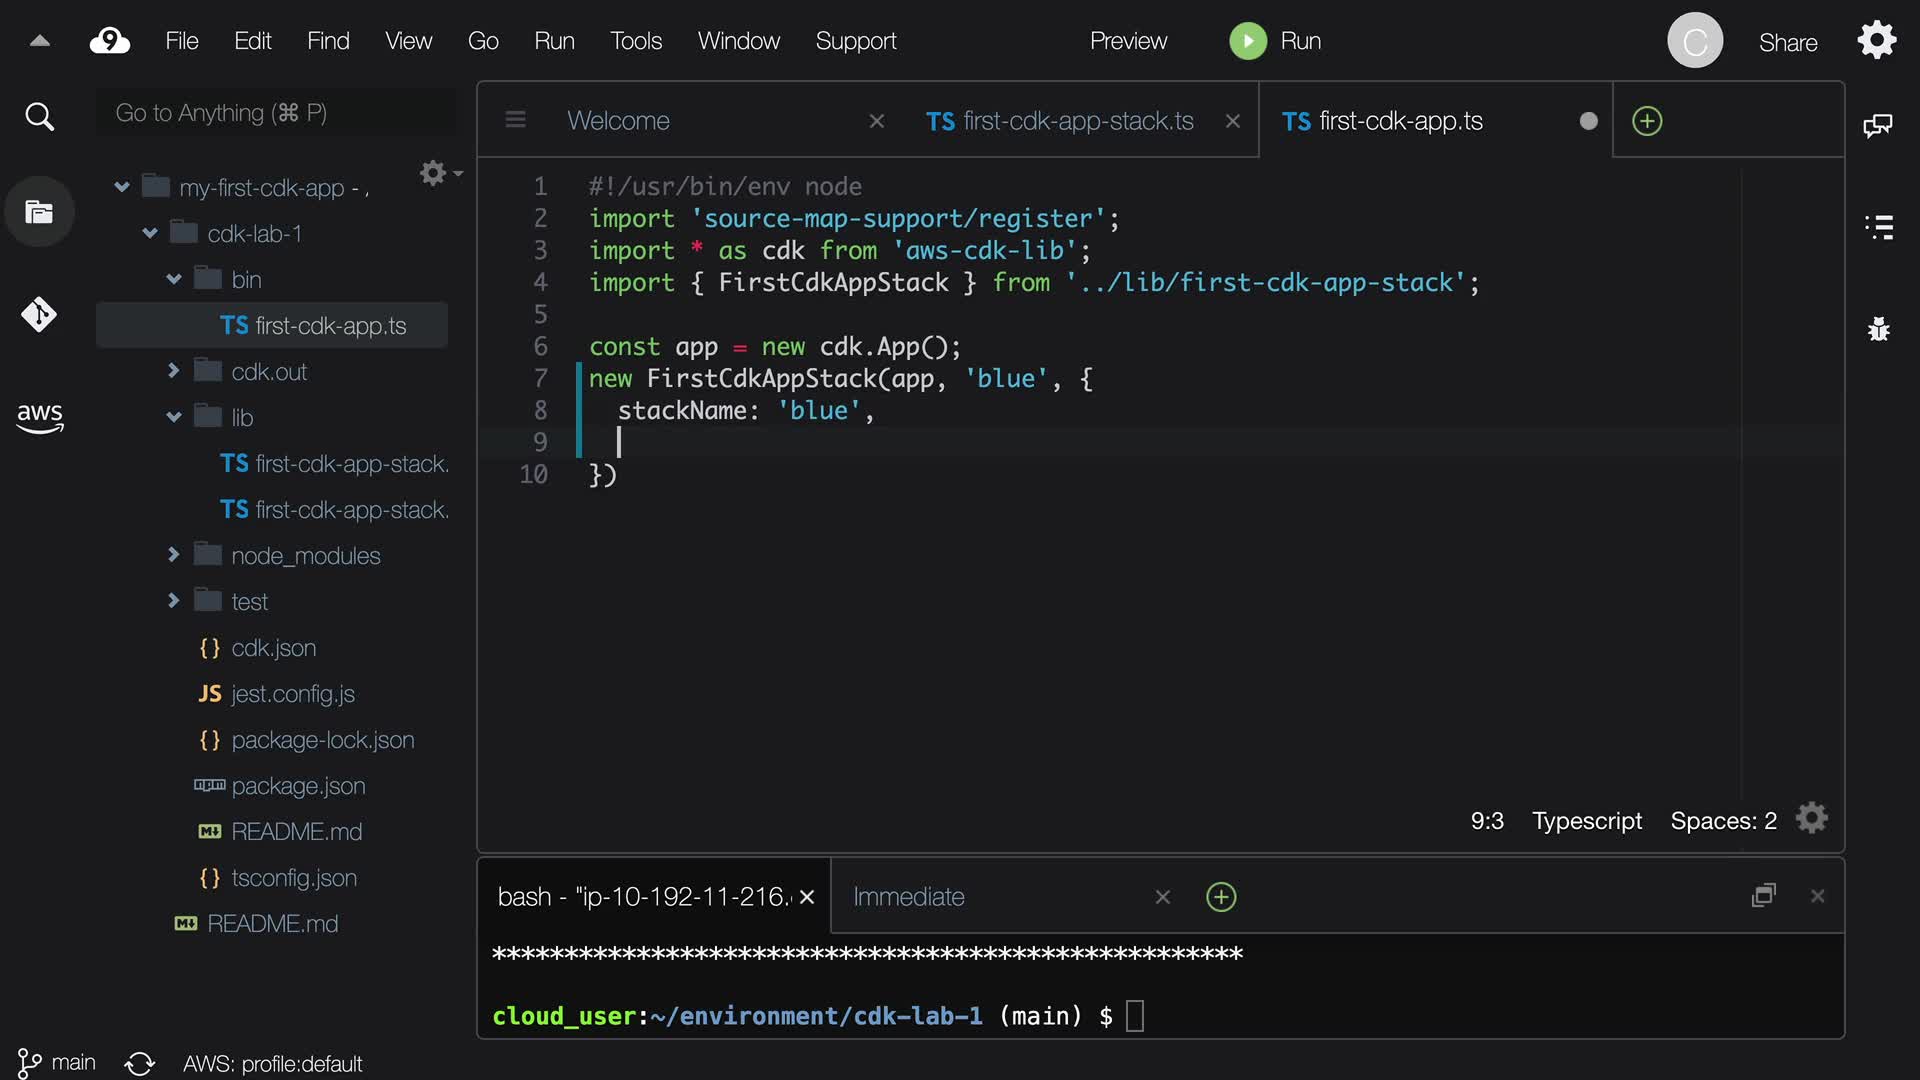 9 File Edit Find View Go Run Tools Window Support Preview Run C Share
Go to Anything (⌘ P)
my-first-cdk-app - /
cdk-lab-1
bin
TS first-cdk-app.ts
cdk.out
lib
TS first-cdk-app-stack.
TS first-cdk-app-stack.
node_modules
test
{} cdk.json
JS jest.config.js
{} package-lock.json
npm package.json
M README.md
{} tsconfig.json
M README.md
aws
Welcome
TS first-cdk-app-stack.ts
TS first-cdk-app.ts
1 #!/usr/bin/env node
2 import 'source-map-support/register';
3 import * as cdk from 'aws-cdk-lib';
4 import { FirstCdkAppStack } from '../lib/first-cdk-app-stack';
5
6 const app = new cdk.App();
7 new FirstCdkAppStack(app, 'blue', {
8   stackName: 'blue',
9
10 })
9:3 Typescript Spaces: 2
bash - "ip-10-192-11-216.
Immediate
****************************************************
cloud_user:~/environment/cdk-lab-1 (main) $
main AWS: profile:default